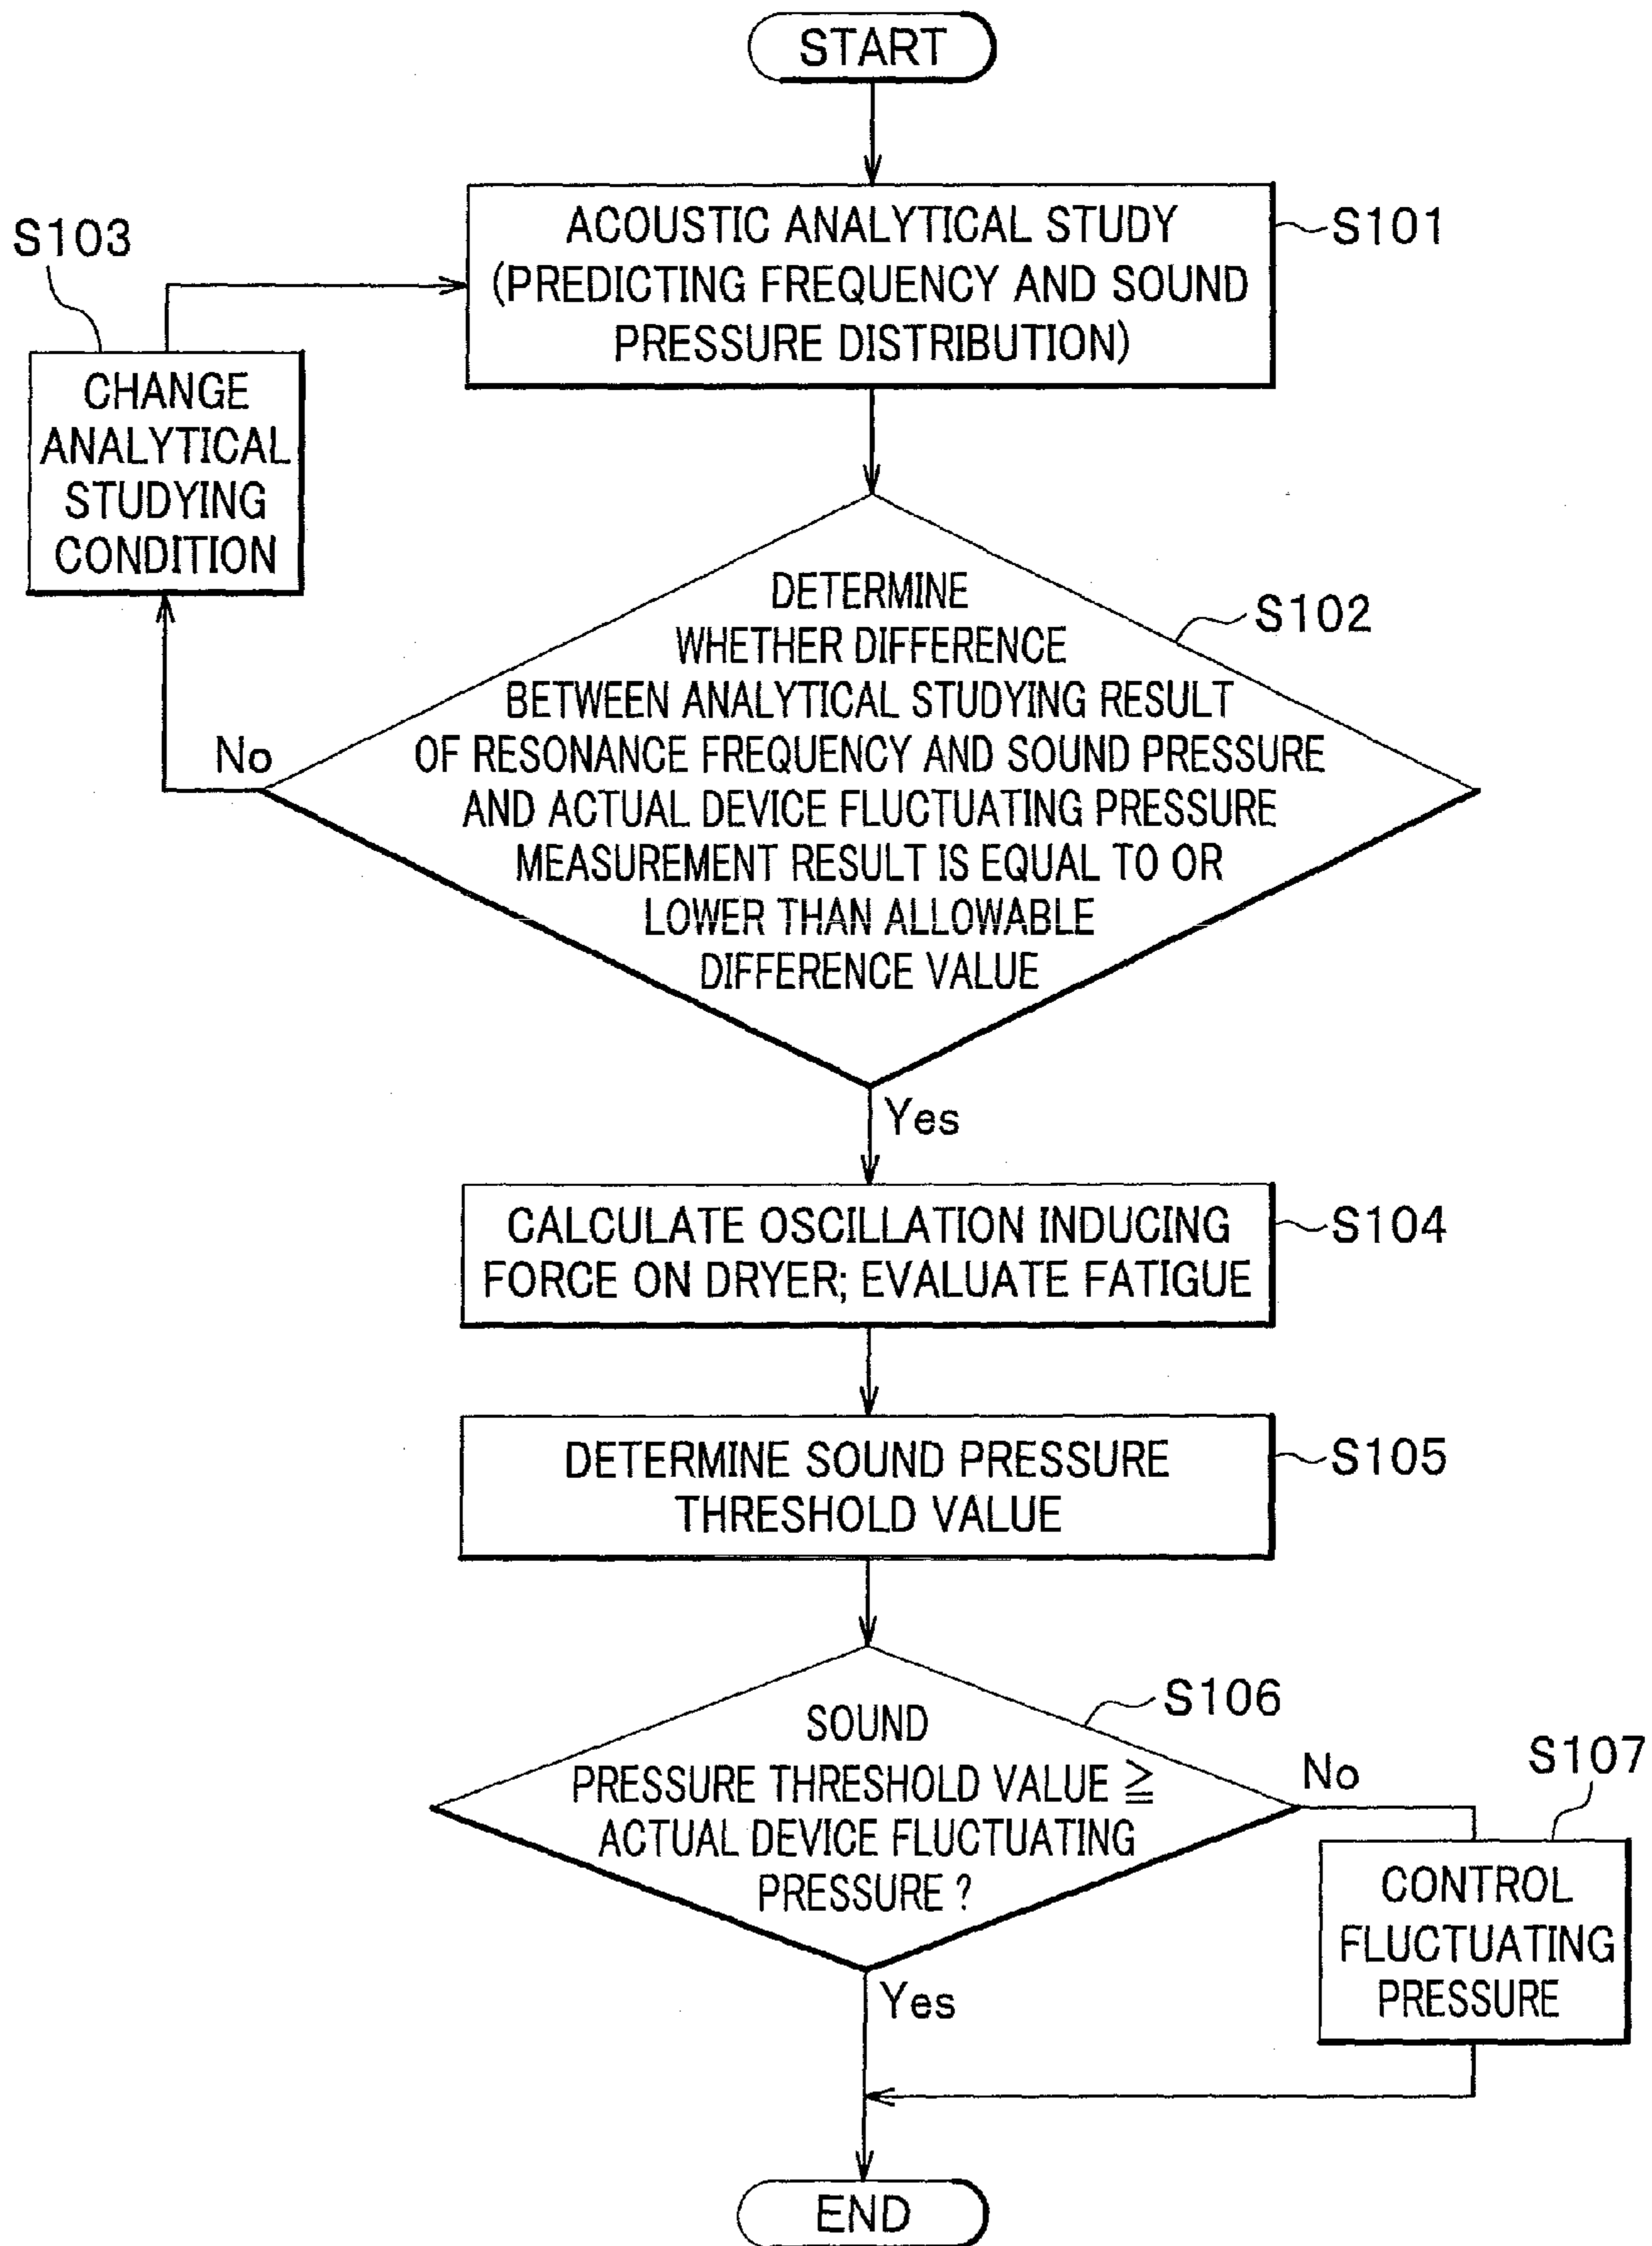 START
ACOUSTIC ANALYTICAL STUDY
(PREDICTING FREQUENCY AND SOUND
PRESSURE DISTRIBUTION)
S101
S103
CHANGE
ANALYTICAL
STUDYING
CONDITION
DETERMINE
WHETHER DIFFERENCE
BETWEEN ANALYTICAL STUDYING RESULT
OF RESONANCE FREQUENCY AND SOUND PRESSURE
AND ACTUAL DEVICE FLUCTUATING PRESSURE
MEASUREMENT RESULT IS EQUAL TO OR
LOWER THAN ALLOWABLE
DIFFERENCE VALUE
S102
No
Yes
CALCULATE OSCILLATION INDUCING
FORCE ON DRYER; EVALUATE FATIGUE
S104
DETERMINE SOUND PRESSURE
THRESHOLD VALUE
S105
SOUND
PRESSURE THRESHOLD VALUE ≧
ACTUAL DEVICE FLUCTUATING
PRESSURE ?
S106
No
S107
CONTROL
FLUCTUATING
PRESSURE
Yes
END